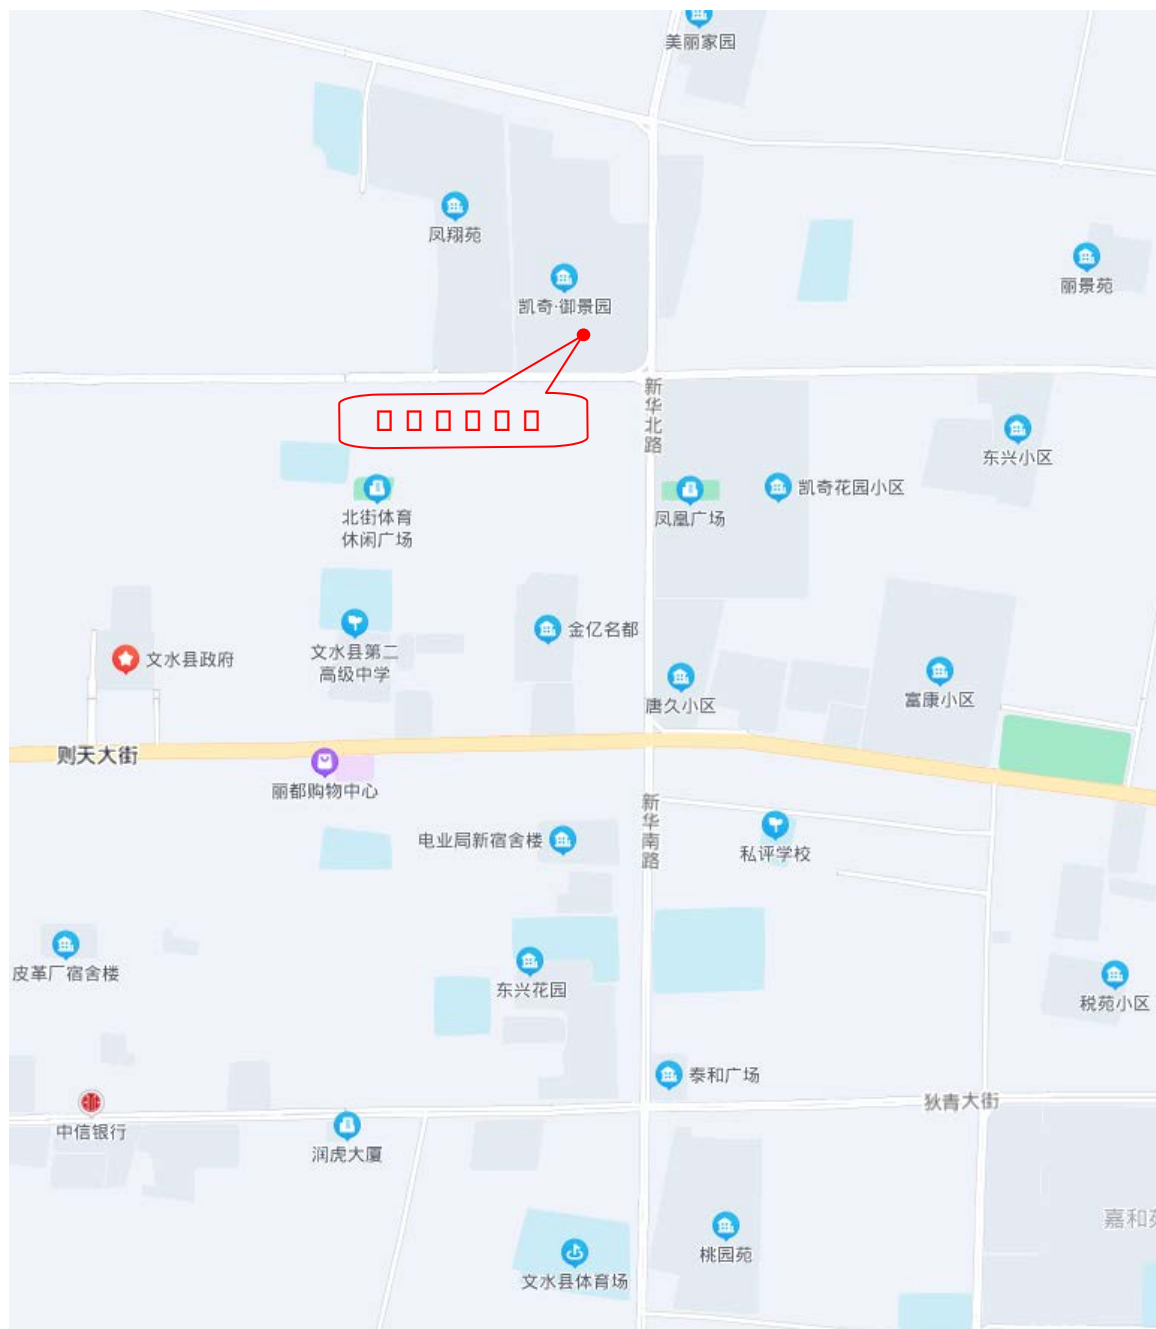 美丽家园
凤翔苑
丽景苑
凯奇·御景园
新华北路
东兴小区
凯奇花园小区
北街体育
休闲广场
凤凰广场
金亿名都
文水县第二
高级中学
文水县政府
唐久小区
富康小区
则天大街
丽都购物中心
新华南路
电业局新宿舍楼
私评学校
皮革厂宿舍楼
东兴花园
税苑小区
泰和广场
狄青大街
中信银行
润虎大厦
嘉和
桃园苑
文水县体育场